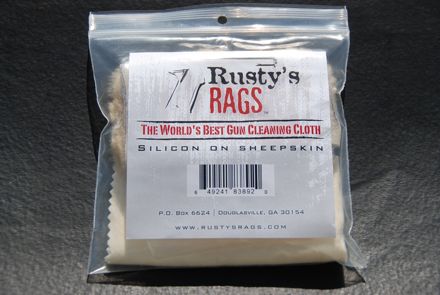 Rusty's
RAGS™
THE WORLD'S BEST GUN CLEANING CLOTH
SILICON ON SHEEPSKIN
6 49241 83892 0
P.O. Box 6624 | DOUGLASVILLE, GA 30154
WWW.RUSTYSRAGS.COM